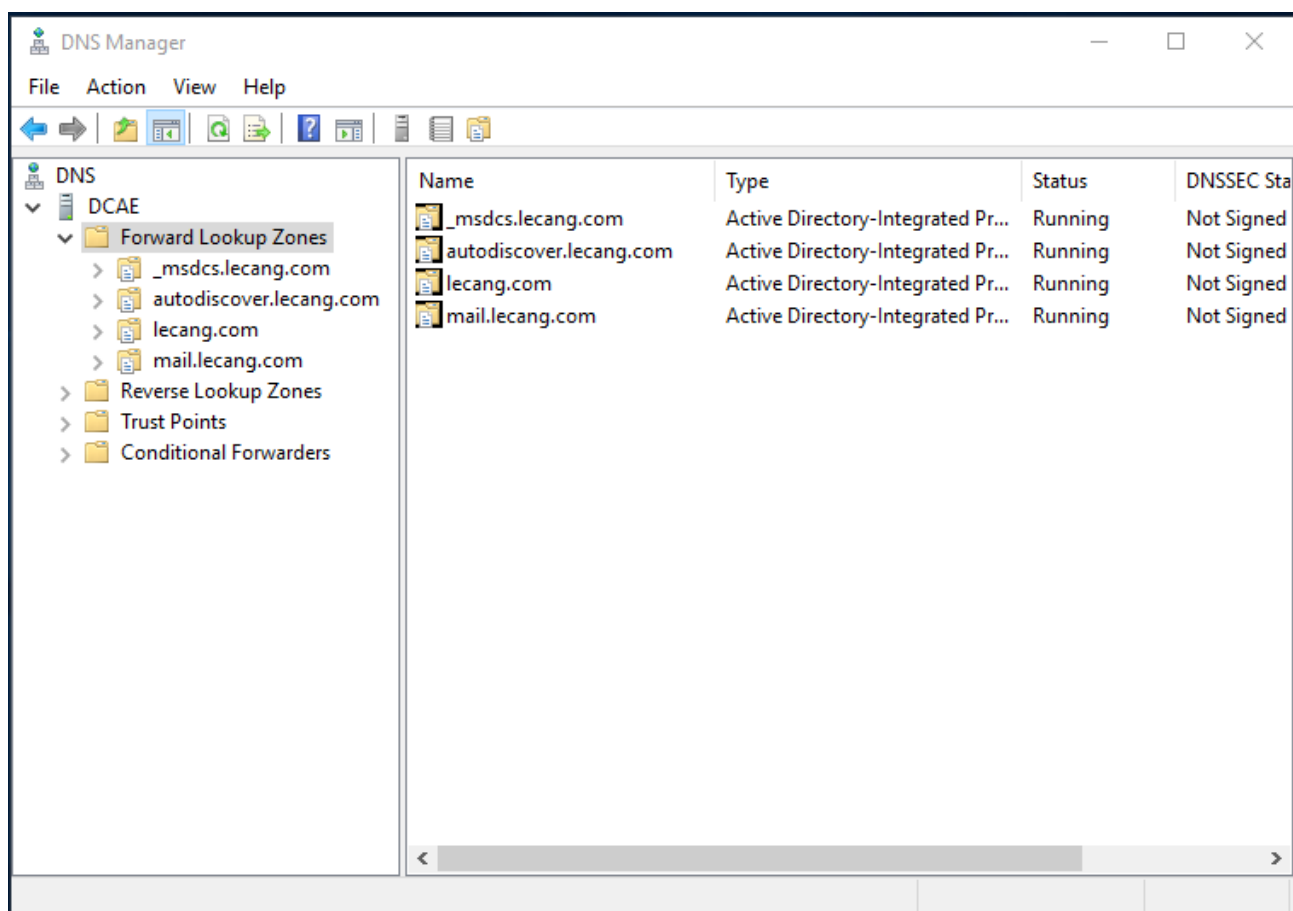 DNS Manager
File Action View Help
DNS
DCAE
Forward Lookup Zones
_msdcs.lecang.com
autodiscover.lecang.com
lecang.com
mail.lecang.com
Reverse Lookup Zones
Trust Points
Conditional Forwarders
Name Type Status DNSSEC Sta
_msdcs.lecang.com Active Directory-Integrated Pr... Running Not Signed
autodiscover.lecang.com Active Directory-Integrated Pr... Running Not Signed
lecang.com Active Directory-Integrated Pr... Running Not Signed
mail.lecang.com Active Directory-Integrated Pr... Running Not Signed